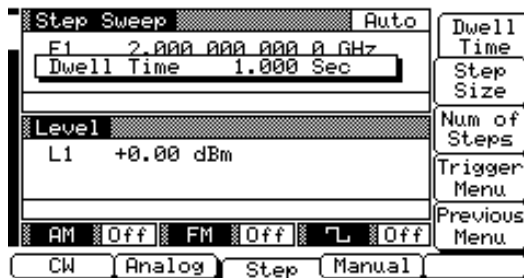 Step Sweep Auto
F1 2.000 000 000 0 GHz
Dwell Time 1.000 Sec
Level
L1 +0.00 dBm
AM Off FM Off Off
CW Analog Step Manual
Dwell
Time
Step
Size
Num of
Steps
Trigger
Menu
Previous
Menu